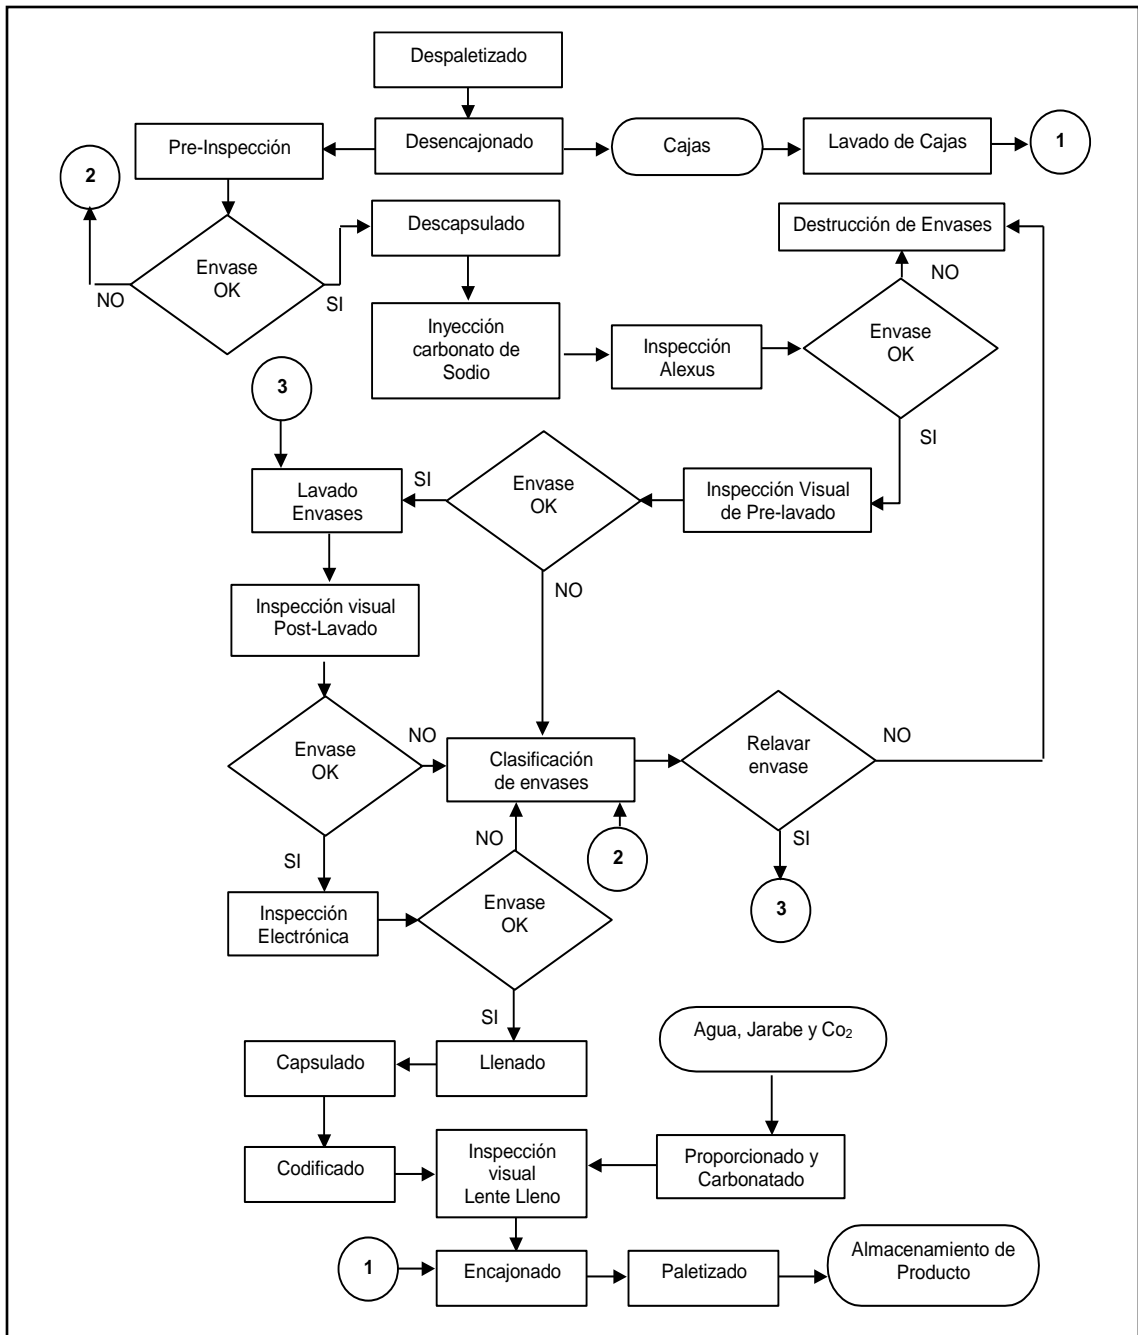 Despaletizado
Pre-Inspección
Desencajonado
Cajas
Lavado de Cajas
1
2
Descapsulado
Destrucción de Envases
Envase
OK
NO
SI
NO
Inyección
carbonato de
Sodio
Inspección
Alexus
Envase
OK
3
SI
Lavado
Envases
SI
Envase
OK
Inspección Visual
de Pre-lavado
NO
Inspección visual
Post-Lavado
Envase
OK
NO
Clasificación
de envases
Relavar
envase
NO
SI
NO
2
SI
3
Inspección
Electrónica
Envase
OK
SI
Agua, Jarabe y Co₂
Capsulado
Llenado
Codificado
Inspección
visual
Lente Lleno
Proporcionado y
Carbonatado
1
Encajonado
Paletizado
Almacenamiento de
Producto